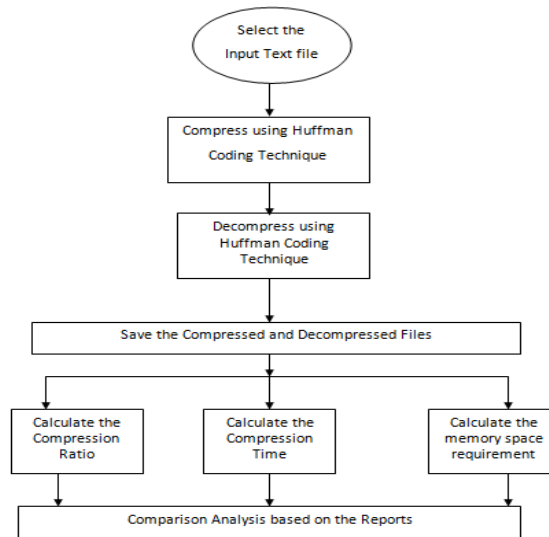 Select the
Input Text file
Compress using Huffman
Coding Technique
Decompress using
Huffman Coding
Technique
Save the Compressed and Decompressed Files
Calculate the
Compression
Ratio
Calculate the
Compression
Time
Calculate the
memory space
requirement
Comparison Analysis based on the Reports